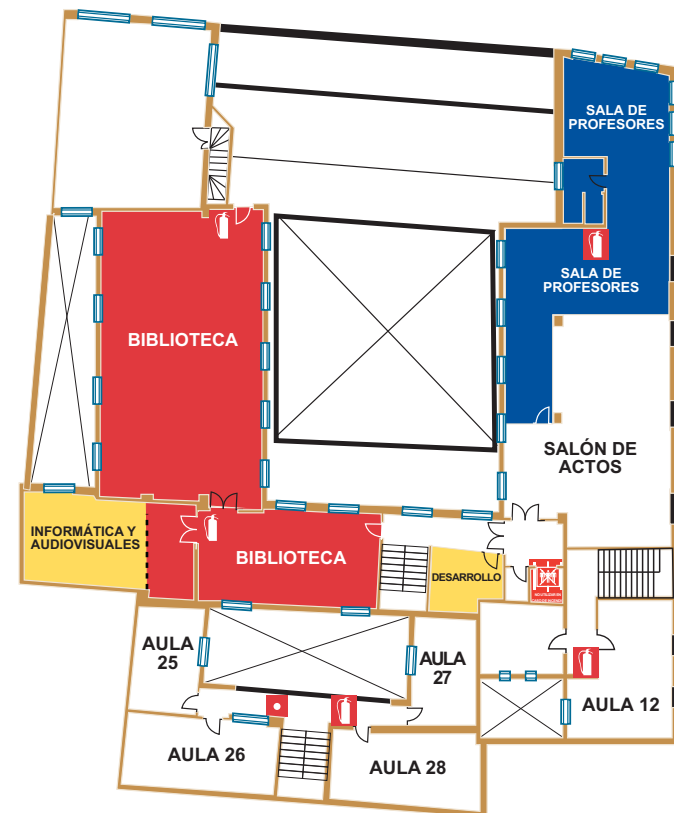 SALA DE
PROFESORES
SALA DE
PROFESORES
BIBLIOTECA
SALÓN DE
ACTOS
INFORMÁTICA Y
AUDIOVISUALES
BIBLIOTECA
DESARROLLO
AULA
25
AULA
27
AULA 12
AULA 26
AULA 28